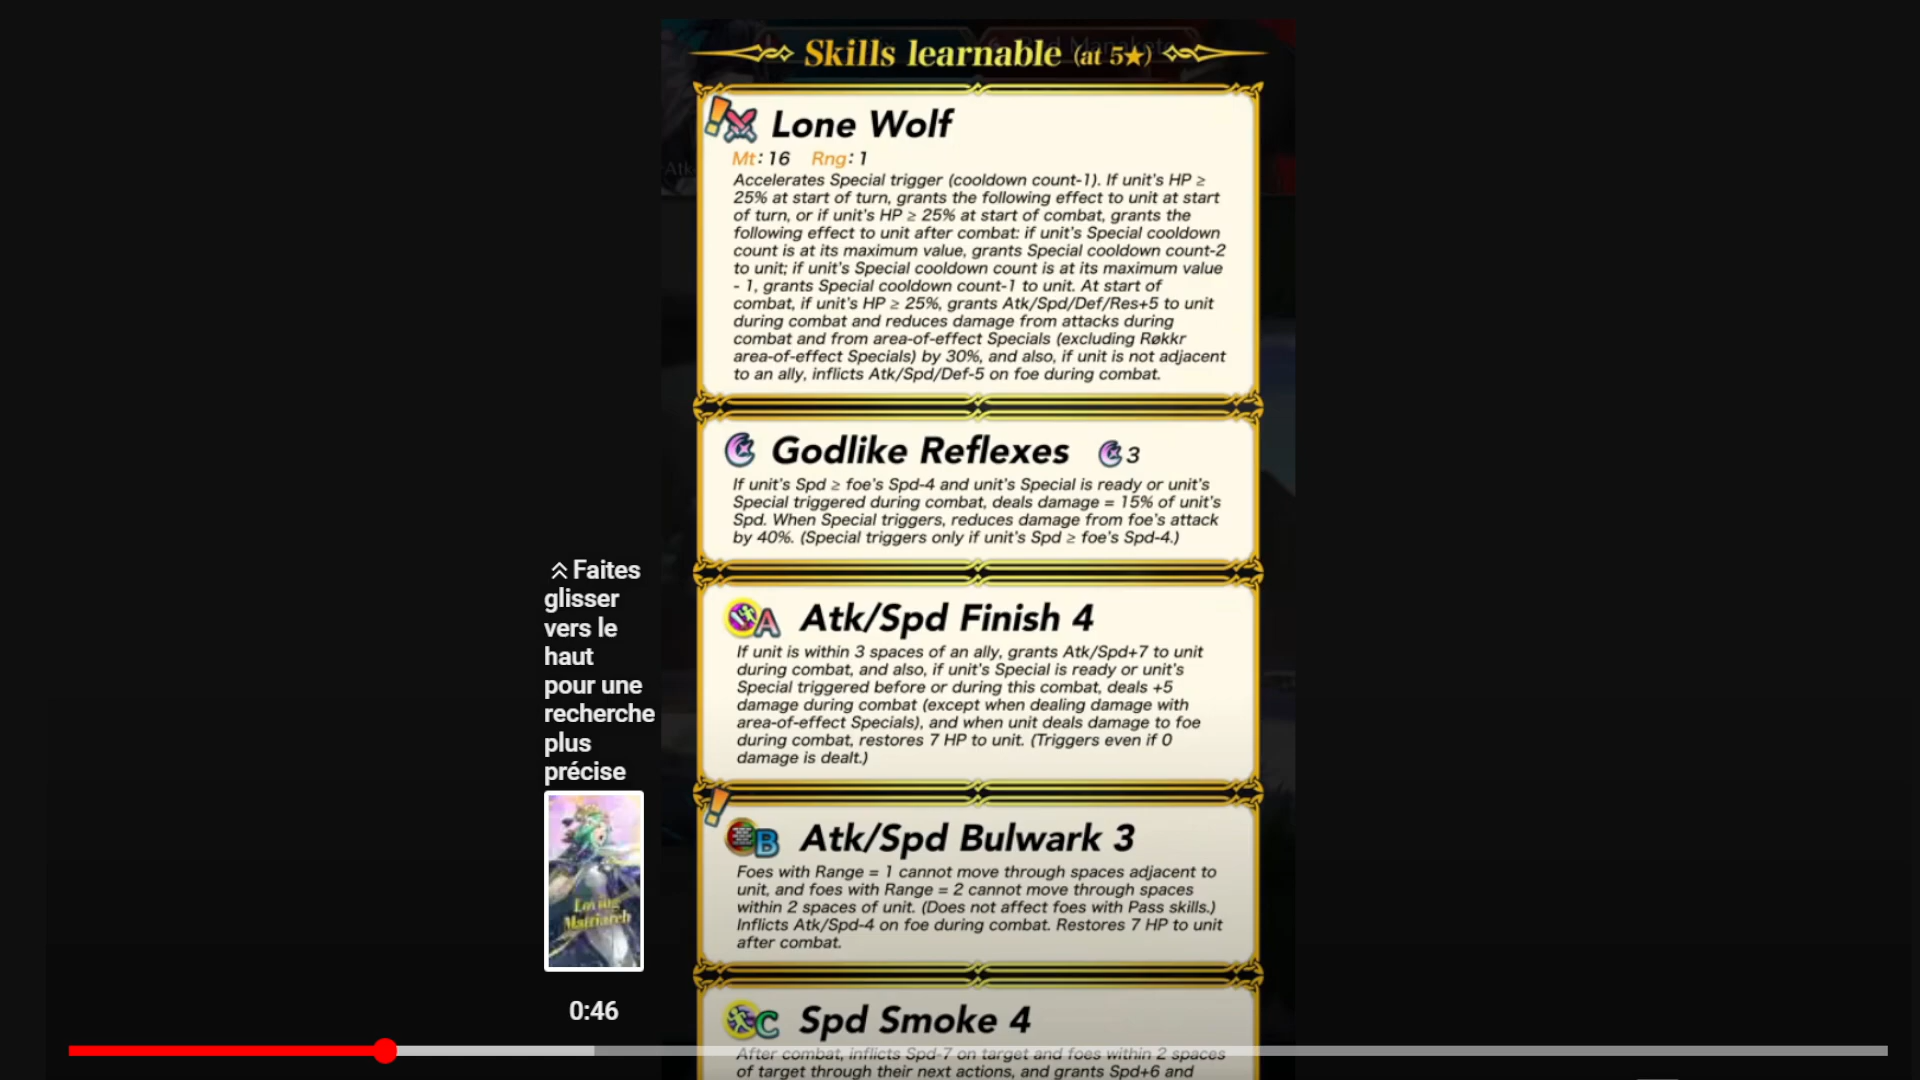 Skills learnable (at 5★)
Lone Wolf
Mt: 16 Rng: 1
Accelerates Special trigger (cooldown count-1). If unit's HP ≥
25% at start of turn, grants the following effect to unit at start
of turn, or if unit's HP ≥ 25% at start of combat, grants the
following effect to unit after combat: if unit's Special cooldown
count is at its maximum value, grants Special cooldown count-2
to unit; if unit's Special cooldown count is at its maximum value
- 1, grants Special cooldown count-1 to unit. At start of
combat, if unit's HP ≥ 25%, grants Atk/Spd/Def/Res+5 to unit
during combat and reduces damage from attacks during
combat and from area-of-effect Specials (excluding Røkkr
area-of-effect Specials) by 30%, and also, if unit is not adjacent
to an ally, inflicts Atk/Spd/Def-5 on foe during combat.
Godlike Reflexes 3
If unit's Spd ≥ foe's Spd-4 and unit's Special is ready or unit's
Special triggered during combat, deals damage = 15% of unit's
Spd. When Special triggers, reduces damage from foe's attack
by 40%. (Special triggers only if unit's Spd ≥ foe's Spd-4.)
A Atk/Spd Finish 4
If unit is within 3 spaces of an ally, grants Atk/Spd+7 to unit
during combat, and also, if unit's Special is ready or unit's
Special triggered before or during this combat, deals +5
damage during combat (except when dealing damage with
area-of-effect Specials), and when unit deals damage to foe
during combat, restores 7 HP to unit. (Triggers even if 0
damage is dealt.)
B Atk/Spd Bulwark 3
Foes with Range = 1 cannot move through spaces adjacent to
unit, and foes with Range = 2 cannot move through spaces
within 2 spaces of unit. (Does not affect foes with Pass skills.)
Inflicts Atk/Spd-4 on foe during combat. Restores 7 HP to unit
after combat.
C Spd Smoke 4
After combat, inflicts Spd-7 on target and foes within 2 spaces
of target through their next actions, and grants Spd+6 and
Faites
glisser
vers le
haut
pour une
recherche
plus
précise
Loving
Matriarch
0:46